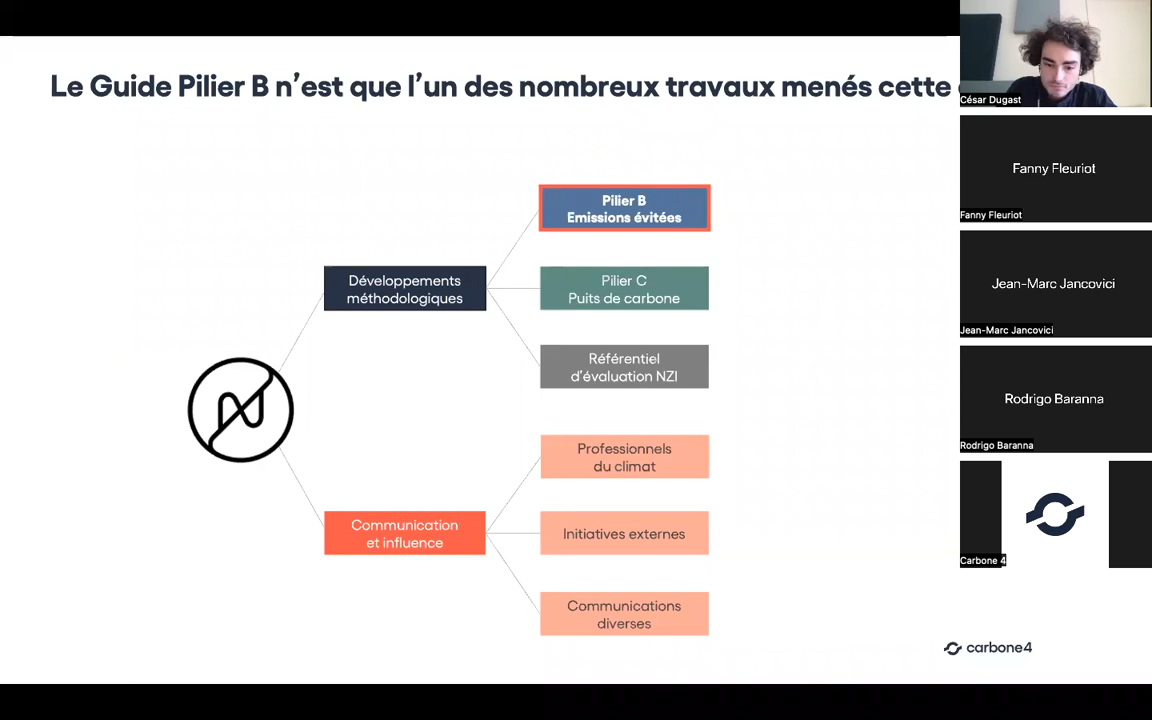 Le Guide Pilier B n’est que l’un des nombreux travaux menés cette
César Dugast
Pilier B
Emissions évitées
Fanny Fleuriot
Fanny Fleuriot
Développements
méthodologiques
Pilier C
Puits de carbone
Jean-Marc Jancovici
Jean-Marc Jancovici
Référentiel
d’évaluation NZI
Rodrigo Baranna
Rodrigo Baranna
Professionnels
du climat
Communication
et influence
Initiatives externes
Carbone 4
Communications
diverses
carbone4